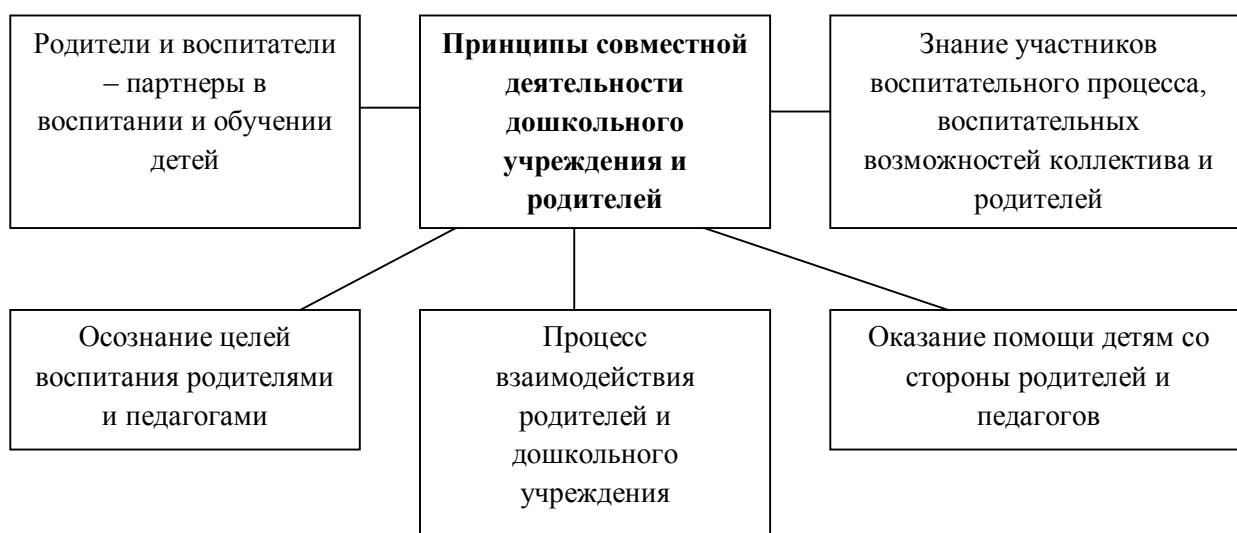 Родители и воспитатели
– партнеры в
воспитании и обучении
детей
Принципы совместной
деятельности
дошкольного
учреждения и
родителей
Знание участников
воспитательного процесса,
воспитательных
возможностей коллектива и
родителей
Осознание целей
воспитания родителями
и педагогами
Процесс
взаимодействия
родителей и
дошкольного
учреждения
Оказание помощи детям со
стороны родителей и
педагогов